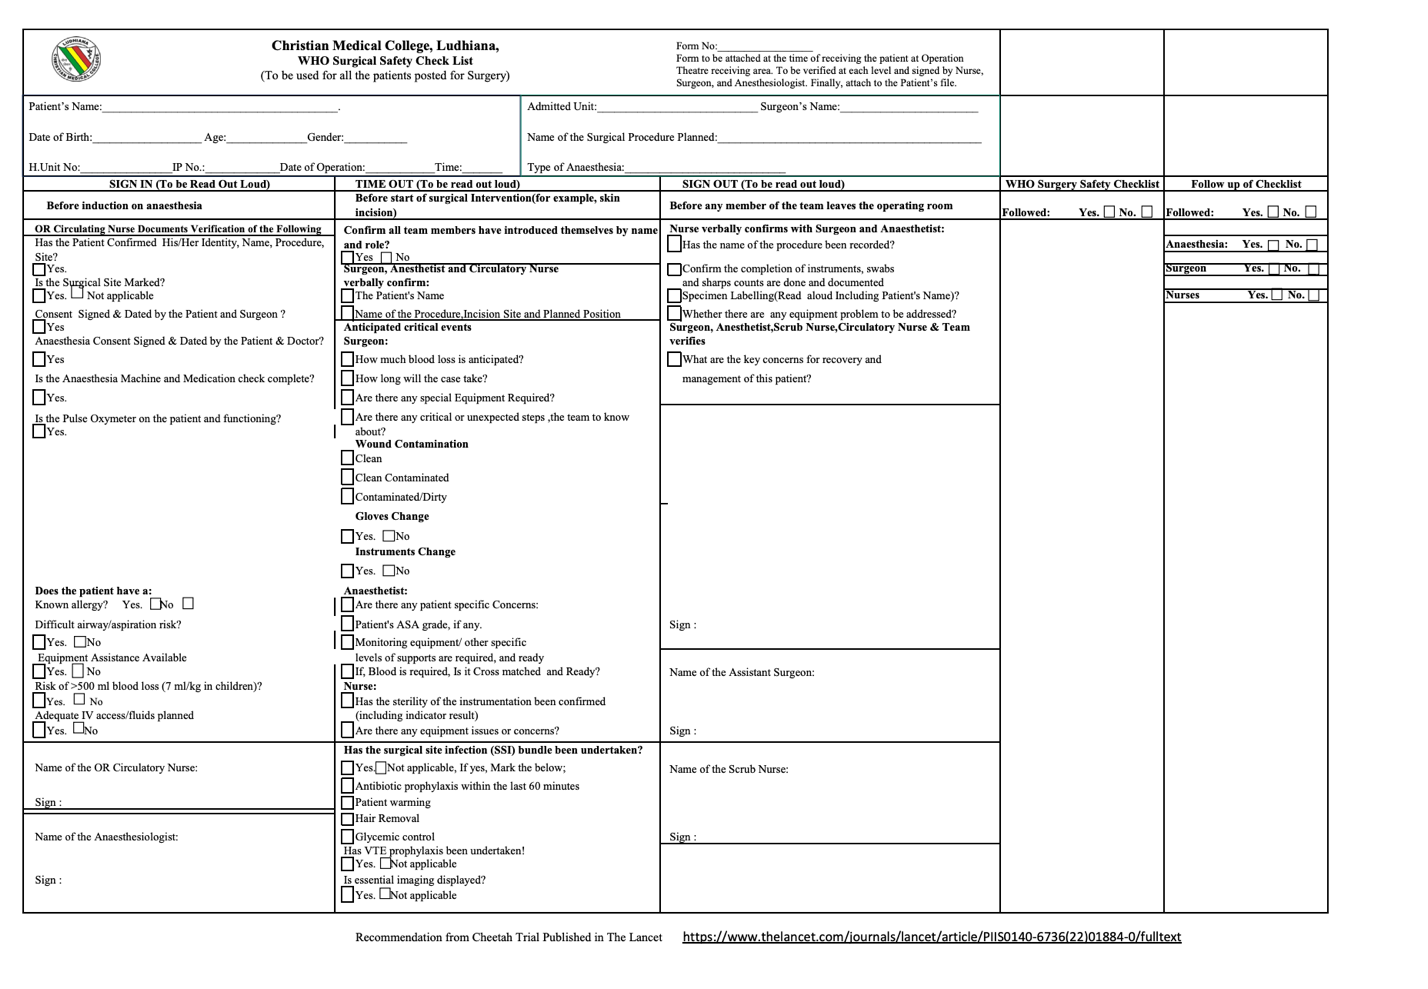 LUDHIANA
CHRISTIAN MEDICAL COLLEGE
Christian Medical College, Ludhiana,
WHO Surgical Safety Check List
(To be used for all the patients posted for Surgery)
Form No:_________________
Form to be attached at the time of receiving the patient at Operation
Theatre receiving area. To be verified at each level and signed by Nurse,
Surgeon, and Anesthesiologist. Finally, attach to the Patient's file.
Patient's Name:_________________________________________.
Date of Birth:___________________ Age:______________Gender:___________
H.Unit No:________________IP No.:_____________Date of Operation:____________Time:_______
Admitted Unit:____________________________ Surgeon's Name:________________________
Name of the Surgical Procedure Planned:______________________________________________
Type of Anaesthesia:____________________________
SIGN IN (To be Read Out Loud)
Before induction on anaesthesia
OR Circulating Nurse Documents Verification of the Following
Has the Patient Confirmed His/Her Identity, Name, Procedure,
Site?
Yes.
Is the Surgical Site Marked?
Yes. Not applicable
Consent Signed & Dated by the Patient and Surgeon ?
Yes
Anaesthesia Consent Signed & Dated by the Patient & Doctor?
Yes
Is the Anaesthesia Machine and Medication check complete?
Yes.
Is the Pulse Oxymeter on the patient and functioning?
Yes.
Does the patient have a:
Known allergy? Yes. No
Difficult airway/aspiration risk?
Yes. No
Equipment Assistance Available
Yes. No
Risk of >500 ml blood loss (7 ml/kg in children)?
Yes. No
Adequate IV access/fluids planned
Yes. No
Name of the OR Circulatory Nurse:
Sign :
Name of the Anaesthesiologist:
Sign :
TIME OUT (To be read out loud)
Before start of surgical Intervention(for example, skin
incision)
Confirm all team members have introduced themselves by name
and role?
Yes No
Surgeon, Anesthetist and Circulatory Nurse
verbally confirm:
The Patient's Name
Name of the Procedure,Incision Site and Planned Position
Anticipated critical events
Surgeon:
How much blood loss is anticipated?
How long will the case take?
Are there any special Equipment Required?
Are there any critical or unexpected steps ,the team to know
about?
Wound Contamination
Clean
Clean Contaminated
Contaminated/Dirty
Gloves Change
Yes. No
Instruments Change
Yes. No
Anaesthetist:
Are there any patient specific Concerns:
Patient's ASA grade, if any.
Monitoring equipment/ other specific
levels of supports are required, and ready
If, Blood is required, Is it Cross matched and Ready?
Nurse:
Has the sterility of the instrumentation been confirmed
(including indicator result)
Are there any equipment issues or concerns?
Has the surgical site infection (SSI) bundle been undertaken?
Yes. Not applicable, If yes, Mark the below;
Antibiotic prophylaxis within the last 60 minutes
Patient warming
Hair Removal
Glycemic control
Has VTE prophylaxis been undertaken!
Yes. Not applicable
Is essential imaging displayed?
Yes. Not applicable
SIGN OUT (To be read out loud)
Before any member of the team leaves the operating room
Nurse verbally confirms with Surgeon and Anaesthetist:
Has the name of the procedure been recorded?
Confirm the completion of instruments, swabs
and sharps counts are done and documented
Specimen Labelling(Read aloud Including Patient's Name)?
Whether there are any equipment problem to be addressed?
Surgeon, Anesthetist,Scrub Nurse,Circulatory Nurse & Team
verifies
What are the key concerns for recovery and
management of this patient?
Sign :
Name of the Assistant Surgeon:
Sign :
Name of the Scrub Nurse:
Sign :
WHO Surgery Safety Checklist
Followed: Yes. No.
Follow up of Checklist
Followed: Yes. No.
Anaesthesia: Yes. No.
Surgeon Yes. No.
Nurses Yes. No.
Recommendation from Cheetah Trial Published in The Lancet https://www.thelancet.com/journals/lancet/article/PIIS0140-6736(22)01884-0/fulltext